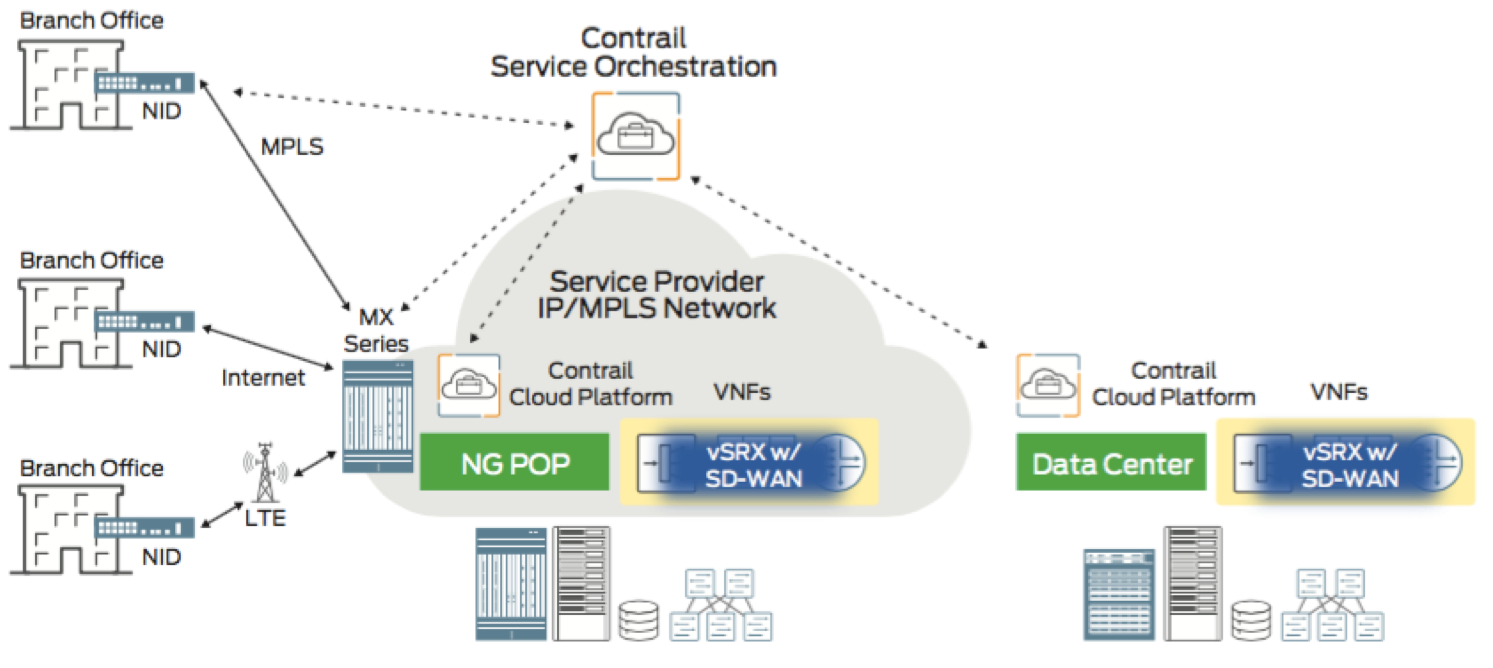 Branch Office
NID
MPLS
Contrail
Service Orchestration
Branch Office
NID
Internet
Service Provider
IP/MPLS Network
MX
Series
Contrail
Cloud Platform
VNFs
NG POP
vSRX w/
SD-WAN
Contrail
Cloud Platform
VNFs
Data Center
vSRX w/
SD-WAN
Branch Office
NID
LTE